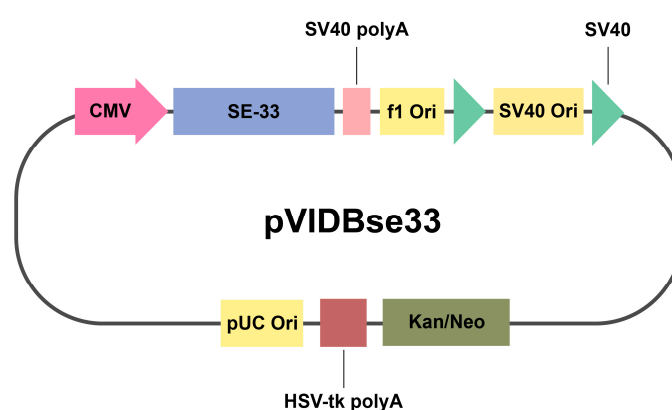 SV40 polyA
SV40
CMV
SE-33
f1 Ori
SV40 Ori
pVIDBse33
pUC Ori
Kan/Neo
HSV-tk polyA